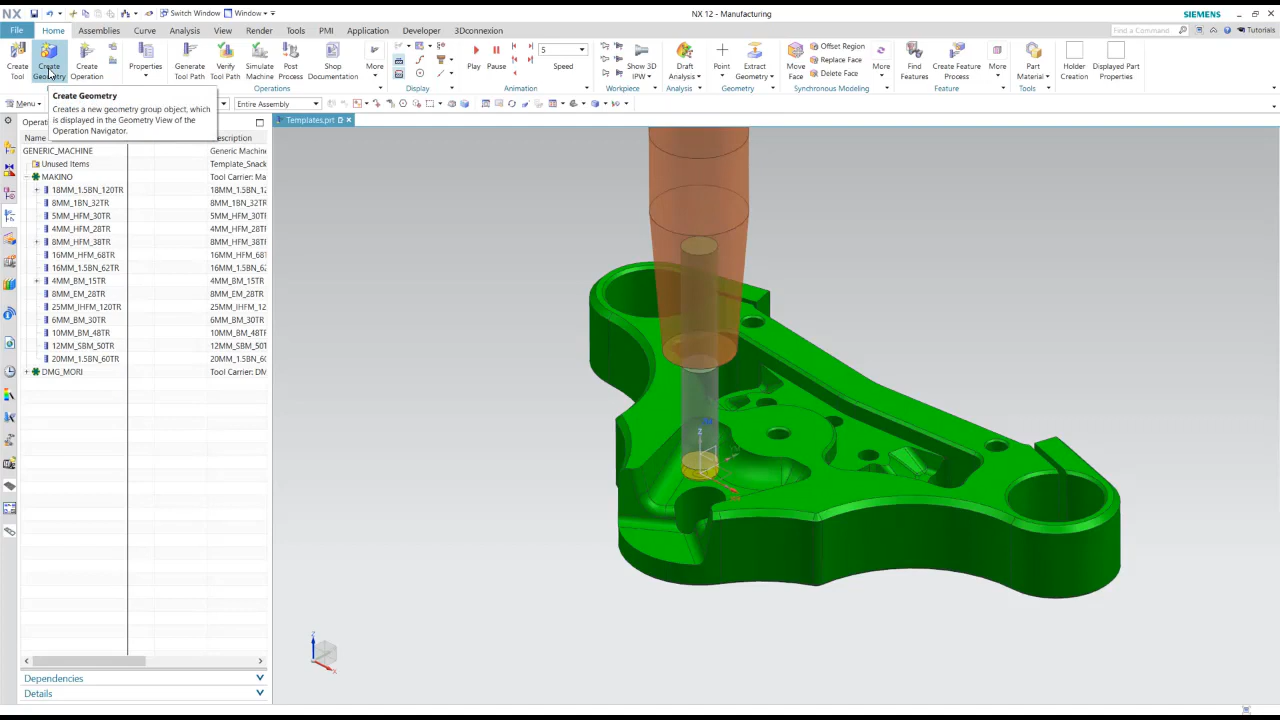 NX
Switch Window
Window
NX 12 - Manufacturing
SIEMENS
File
Home
Assemblies
Curve
Analysis
View
Render
Tools
PMI
Application
Developer
3Dconnexion
Find a Command
Tutorials
Create Tool
Create Geometry
Create Operation
Properties
Generate Tool Path
Verify Tool Path
Simulate Machine
Post Process
Shop Documentation
More
Play
Pause
5
Speed
Show 3D IPW
Draft Analysis
Point
Extract Geometry
Move Face
Offset Region
Replace Face
Delete Face
More
Find Features
Create Feature Process
More
Part Material
Holder Creation
Displayed Part Properties
Operations
Display
Animation
Workpiece
Analysis
Geometry
Synchronous Modeling
Feature
Menu
Entire Assembly
Create Geometry
Creates a new geometry group object, which
is displayed in the Geometry View of the
Operation Navigator.
Templates.prt
Name
GENERIC_MACHINE Generic Machine
Unused Items Template_Snack
MAKINO Tool Carrier: Ma
18MM_1.5BN_120TR 18MM_1.5BN_12
8MM_1BN_32TR 8MM_1BN_32TR
5MM_HFM_30TR 5MM_HFM_30TR
4MM_HFM_28TR 4MM_HFM_28TR
8MM_HFM_38TR 8MM_HFM_38TR
16MM_HFM_68TR 16MM_HFM_68T
16MM_1.5BN_62TR 16MM_1.5BN_62
4MM_BM_15TR 4MM_BM_15TR
8MM_EM_28TR 8MM_EM_28TR
25MM_IHFM_120TR 25MM_IHFM_12
6MM_BM_30TR 6MM_BM_30TR
10MM_BM_48TR 10MM_BM_48TR
12MM_SBM_50TR 12MM_SBM_50T
20MM_1.5BN_60TR 20MM_1.5BN_60
DMG_MORI Tool Carrier: DM
Dependencies
Details
Z
X
Z